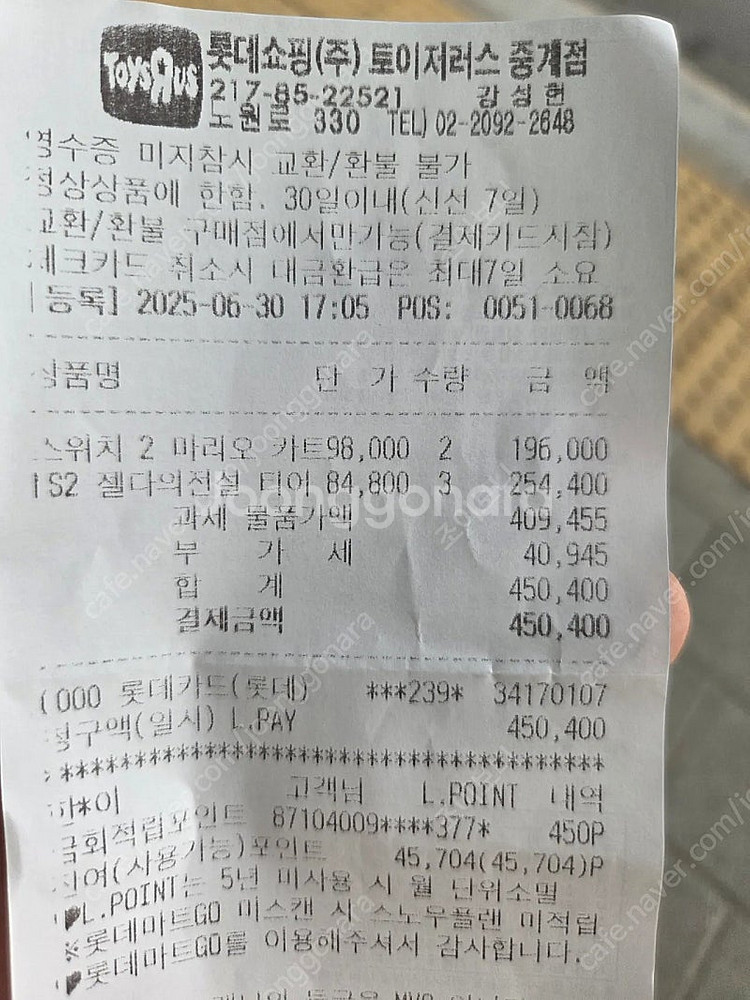 TOYSRUS
롯데쇼핑(주) 토이저러스 중계점
217-85-22521 강성현
노원로 330 TEL) 02-2092-2648
영수증 미지참시 교환/환불 불가
정상상품에 한함. 30일이내(신선 7일)
교환/환불 구매점에서만가능(결제카드지참)
체크카드 취소시 대금환급은 최대7일 소요
[등록] 2025-06-30 17:05 POS: 0051-0068
상품명 단 가 수량 금 액
스위치 2 마리오 카트98,000 2 196,000
NS2 젤다의전설 티어 84,800 3 254,400
과세 물품가액 409,455
부 가 세 40,945
합 계 450,400
결제금액 450,400
0000 롯데카드(롯데) ***239* 34170107
청구액(일시) L.PAY 450,400
*이 고객님 L.POINT 내역
금회적립포인트 87104009****377* 450P
잔여(사용가능)포인트 45,704(45,704)P
L.POINT는 5년 미사용 시 월 단위소멸
※롯데마트GO 미스캔 시 스노우플랜 미적립
롯데마트GO를 이용해주셔서 감사합니다.
joonggonara
cafe.naver.com/joonggonara